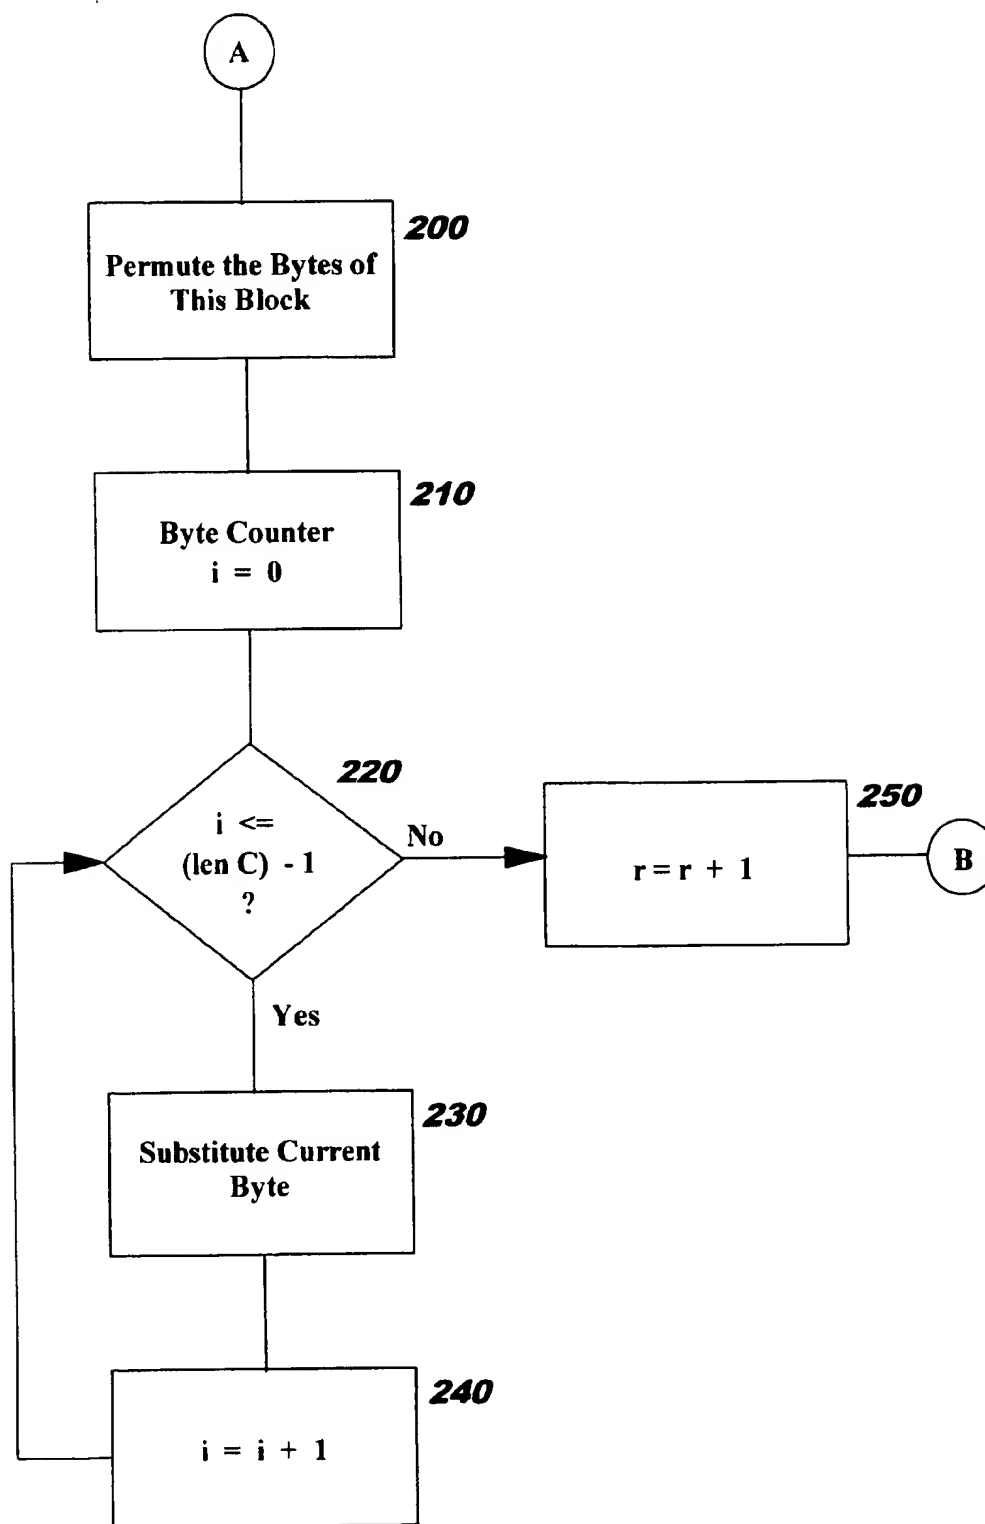 A
200
Permute the Bytes of
This Block
210
Byte Counter
i = 0
220
i <=
(len C) - 1
?
No
250
r = r + 1
B
Yes
230
Substitute Current
Byte
240
i = i + 1